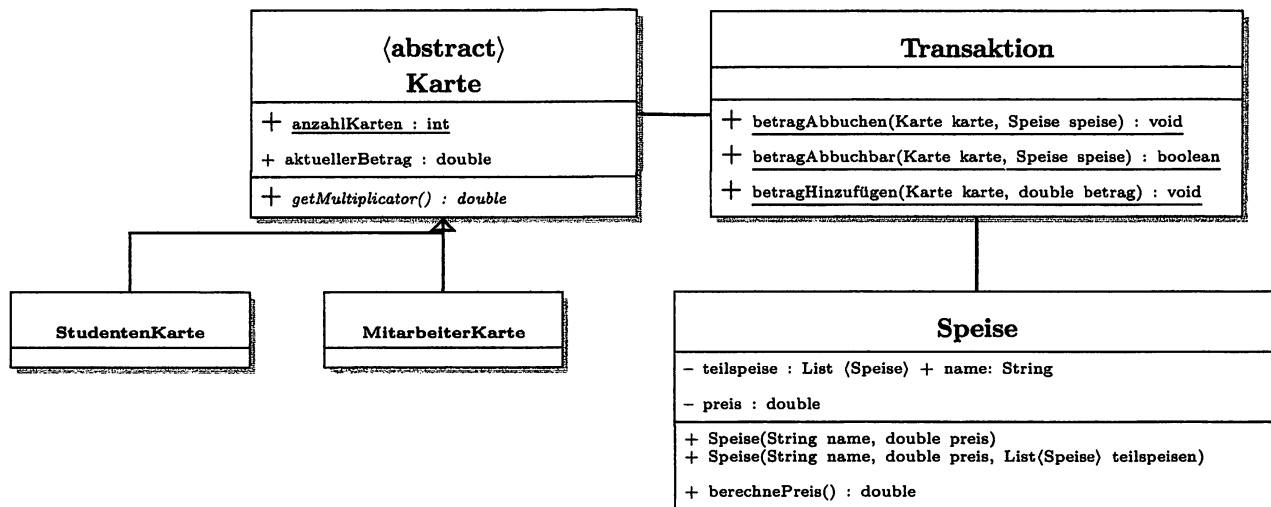 ⟨abstract⟩
Karte
+ anzahlKarten : int
+ aktuellerBetrag : double
+ getMultiplicator() : double
Transaktion
+ betragAbbuchen(Karte karte, Speise speise) : void
+ betragAbbuchbar(Karte karte, Speise speise) : boolean
+ betragHinzufügen(Karte karte, double betrag) : void
StudentenKarte
MitarbeiterKarte
Speise
− teilspeise : List ⟨Speise⟩ + name: String
− preis : double
+ Speise(String name, double preis)
+ Speise(String name, double preis, List⟨Speise⟩ teilspeisen)
+ berechnePreis() : double